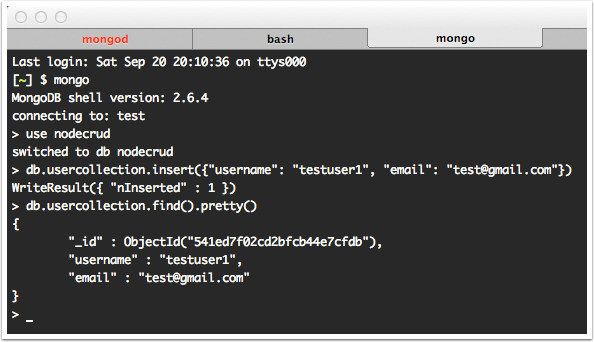 mongod
bash
mongo
Last login: Sat Sep 20 20:10:36 on ttys000
[~] $ mongo
MongoDB shell version: 2.6.4
connecting to: test
> use nodecrud
switched to db nodecrud
> db.usercollection.insert({"username": "testuser1", "email": "test@gmail.com"})
WriteResult({ "nInserted" : 1 })
> db.usercollection.find().pretty()
{
        "_id" : ObjectId("541ed7f02cd2bfcb44e7cfdb"),
        "username" : "testuser1",
        "email" : "test@gmail.com"
}
> _